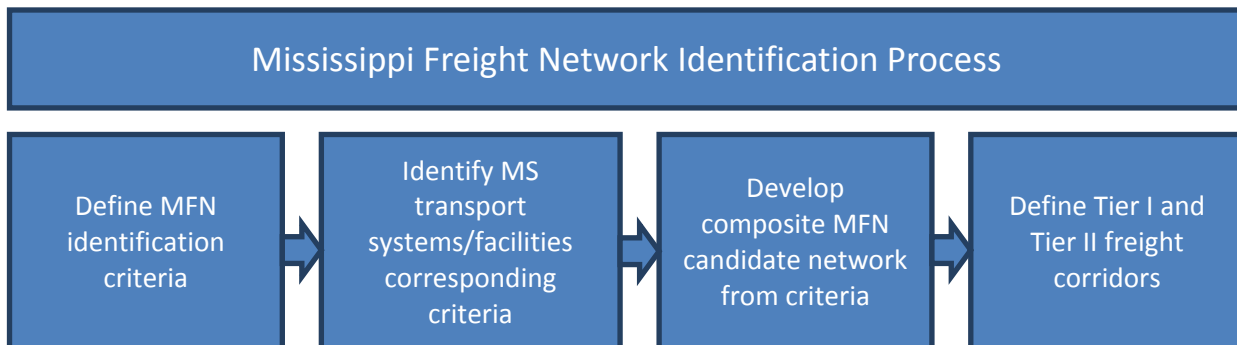 Mississippi Freight Network Identification Process
Define MFN
identification
criteria
Identify MS
transport
systems/facilities
corresponding
criteria
Develop
composite MFN
candidate network
from criteria
Define Tier I and
Tier II freight
corridors